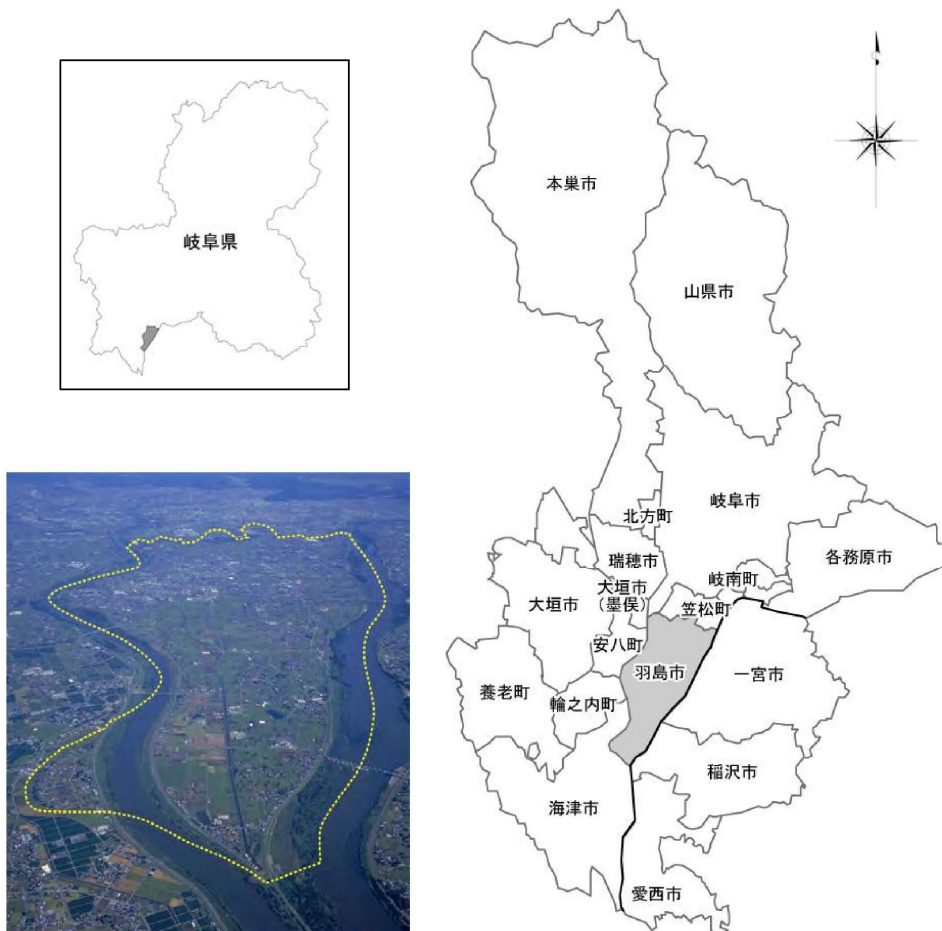 岐阜県
本巣市
山県市
岐阜市
北方町
各務原市
瑞穂市
岐南町
大垣市
大垣市
(墨俣)
笠松町
安八町
羽島市
一宮市
養老町
輪之内町
稲沢市
海津市
愛西市